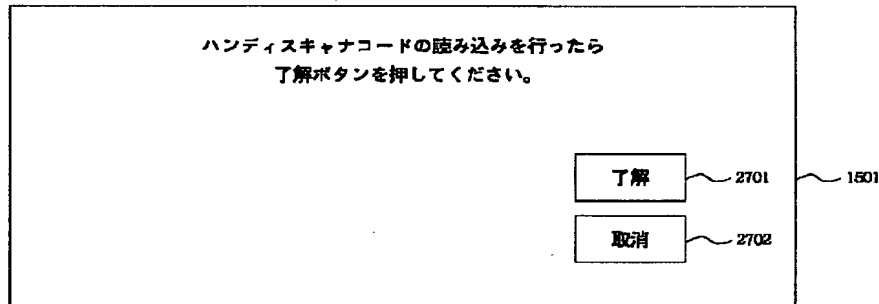 ハンディスキャナコードの読み込みを行ったら
了解ボタンを押してください。
了解
2701
1501
取消
2702